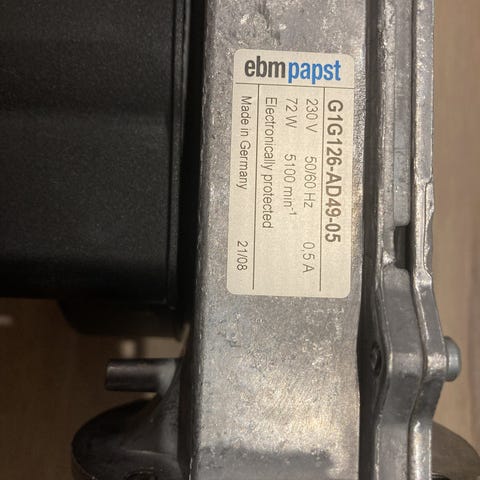 ebmpapst
G1G126-AD49-05
230 V 50/60 Hz 0,5 A
72 W 5100 min⁻¹
Electronically protected
Made in Germany 21/08